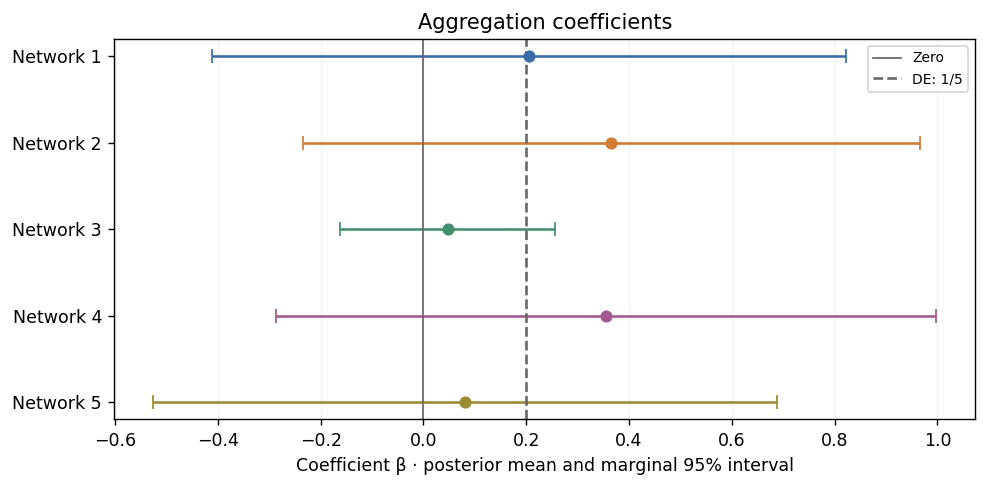 Aggregation coefficients
Network 1
Network 2
Network 3
Network 4
Network 5
Zero
DE: 1/5
−0.6 −0.4 −0.2 0.0 0.2 0.4 0.6 0.8 1.0
Coefficient β · posterior mean and marginal 95% interval